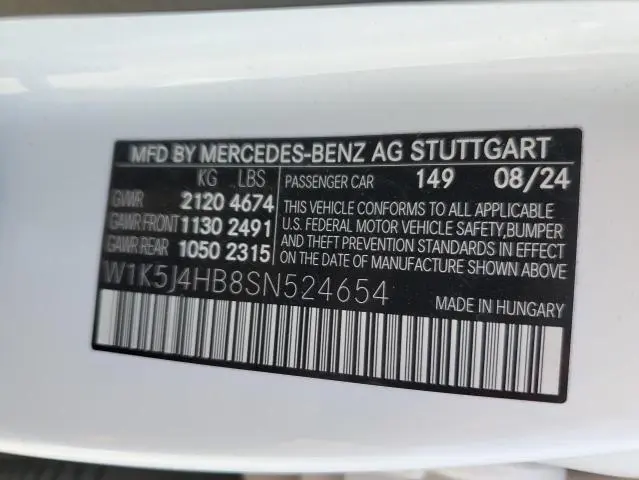 MFD BY MERCEDES-BENZ AG STUTTGART
KG LBS
GVWR 2120 4674
GAWR FRONT 1130 2491
GAWR REAR 1050 2315
PASSENGER CAR 149 08/24
THIS VEHICLE CONFORMS TO ALL APPLICABLE
U.S. FEDERAL MOTOR VEHICLE SAFETY,BUMPER
AND THEFT PREVENTION STANDARDS IN EFFECT
ON THE DATE OF MANUFACTURE SHOWN ABOVE.
W1K5J4HB8SN524654
MADE IN HUNGARY